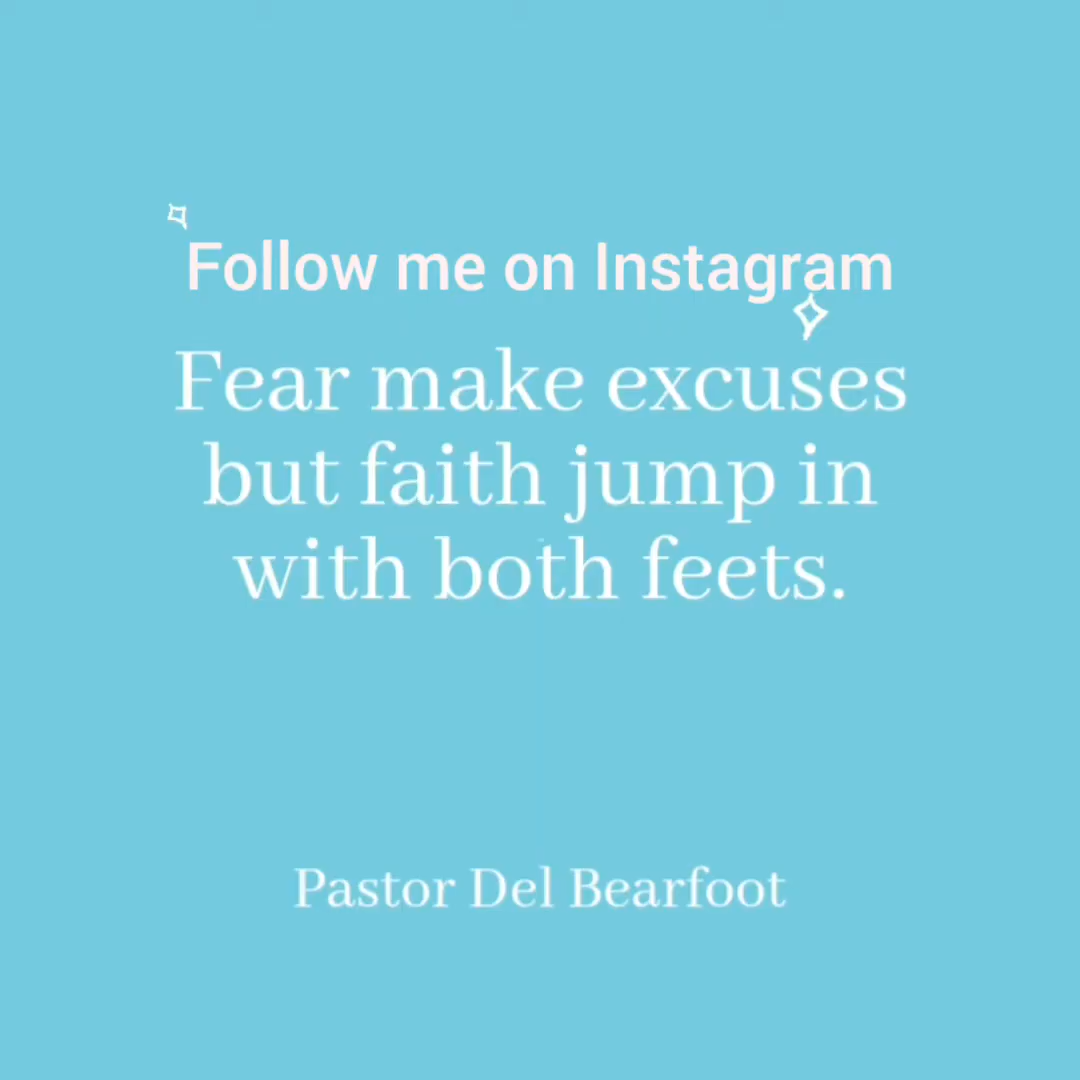 Follow me on Instagram
Fear make excuses
but faith jump in
with both feets.
Pastor Del Bearfoot